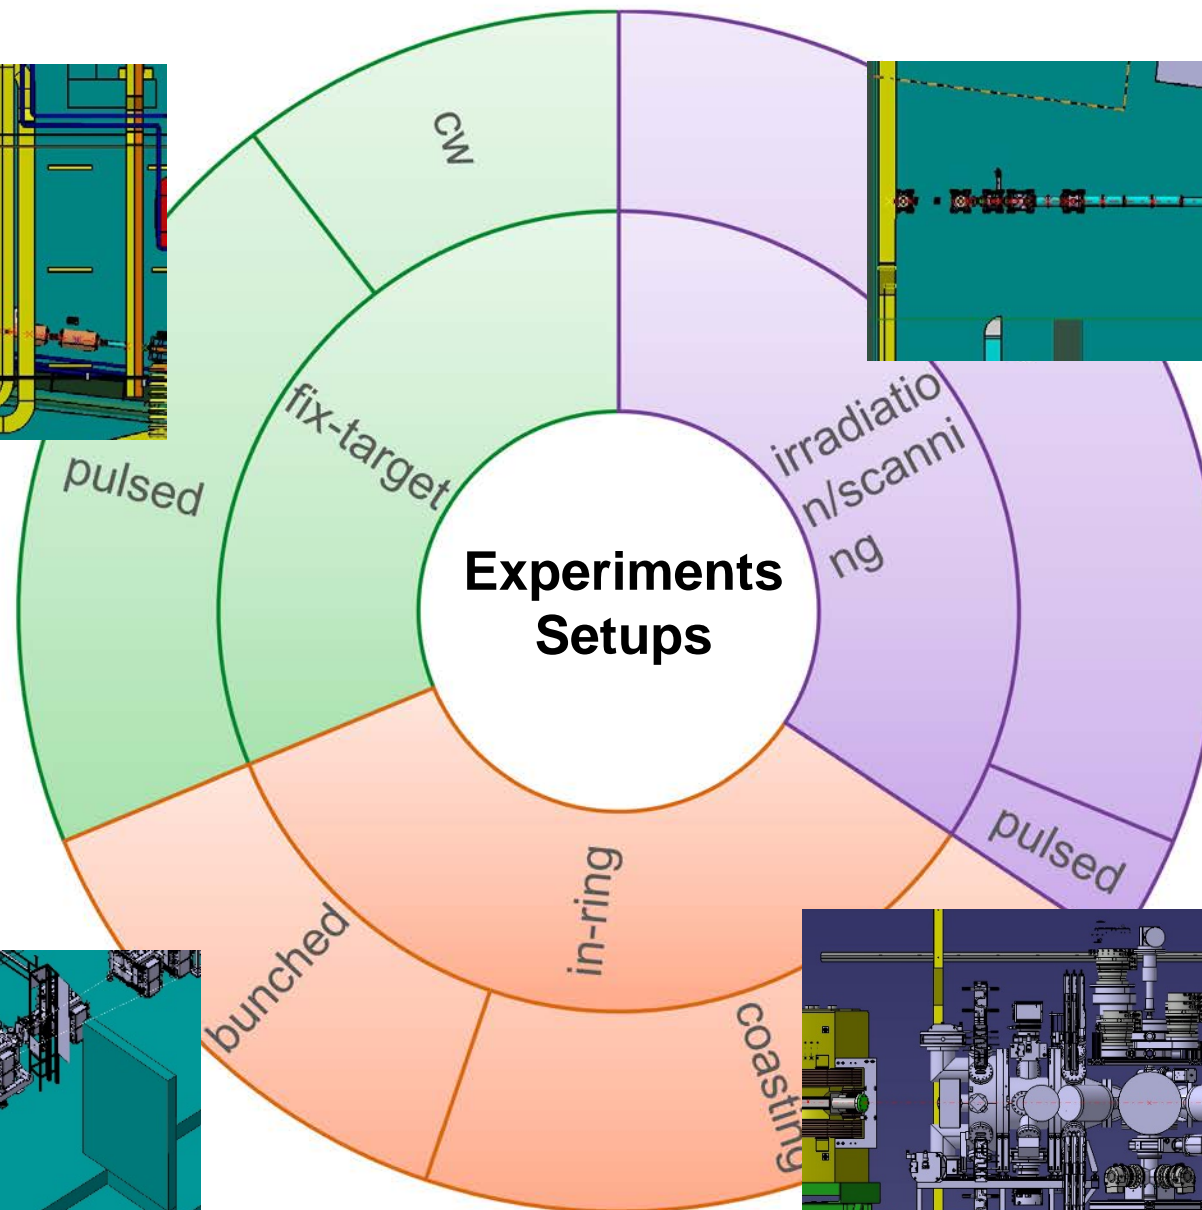 cw
fix-target
pulsed
irradiatio
n/scanni
ng
Experiments
Setups
pulsed
in-ring
bunched
coasting